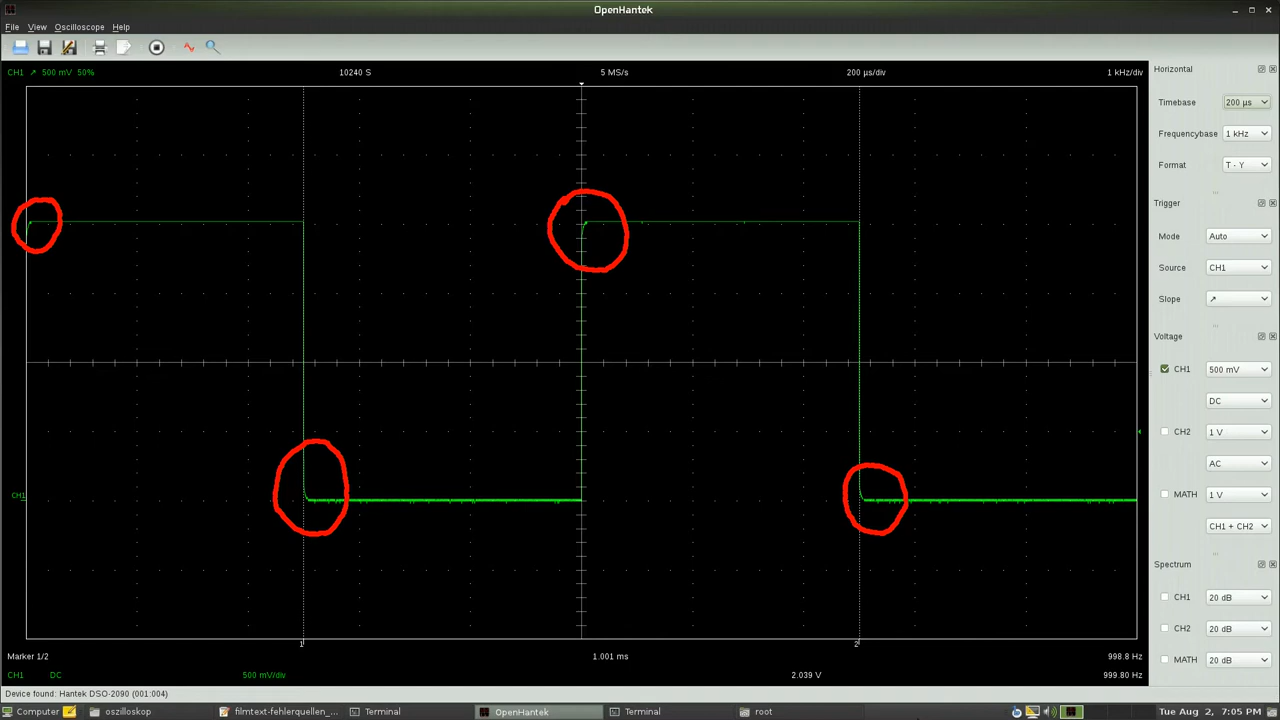 OpenHantek
File View Oscilloscope Help
CH1 ↗ 500 mV 50% 10240 S 5 MS/s 200 µs/div 1 kHz/div
Horizontal
Timebase 200 µs
Frequencybase 1 kHz
Format T - Y
Trigger
Mode Auto
Source CH1
Slope ↗
Voltage
CH1 500 mV
DC
CH2 1 V
AC
MATH 1 V
CH1 + CH2
Spectrum
CH1 20 dB
CH2 20 dB
MATH 20 dB
CH1
1 2
Marker 1/2 1.001 ms 998.8 Hz
CH1 DC 500 mV/div 2.039 V 999.80 Hz
Device found: Hantek DSO-2090 (001:004)
Computer oszilloskop filmtext-fehlerquellen_... Terminal OpenHantek Terminal root Tue Aug 2, 7:05 PM